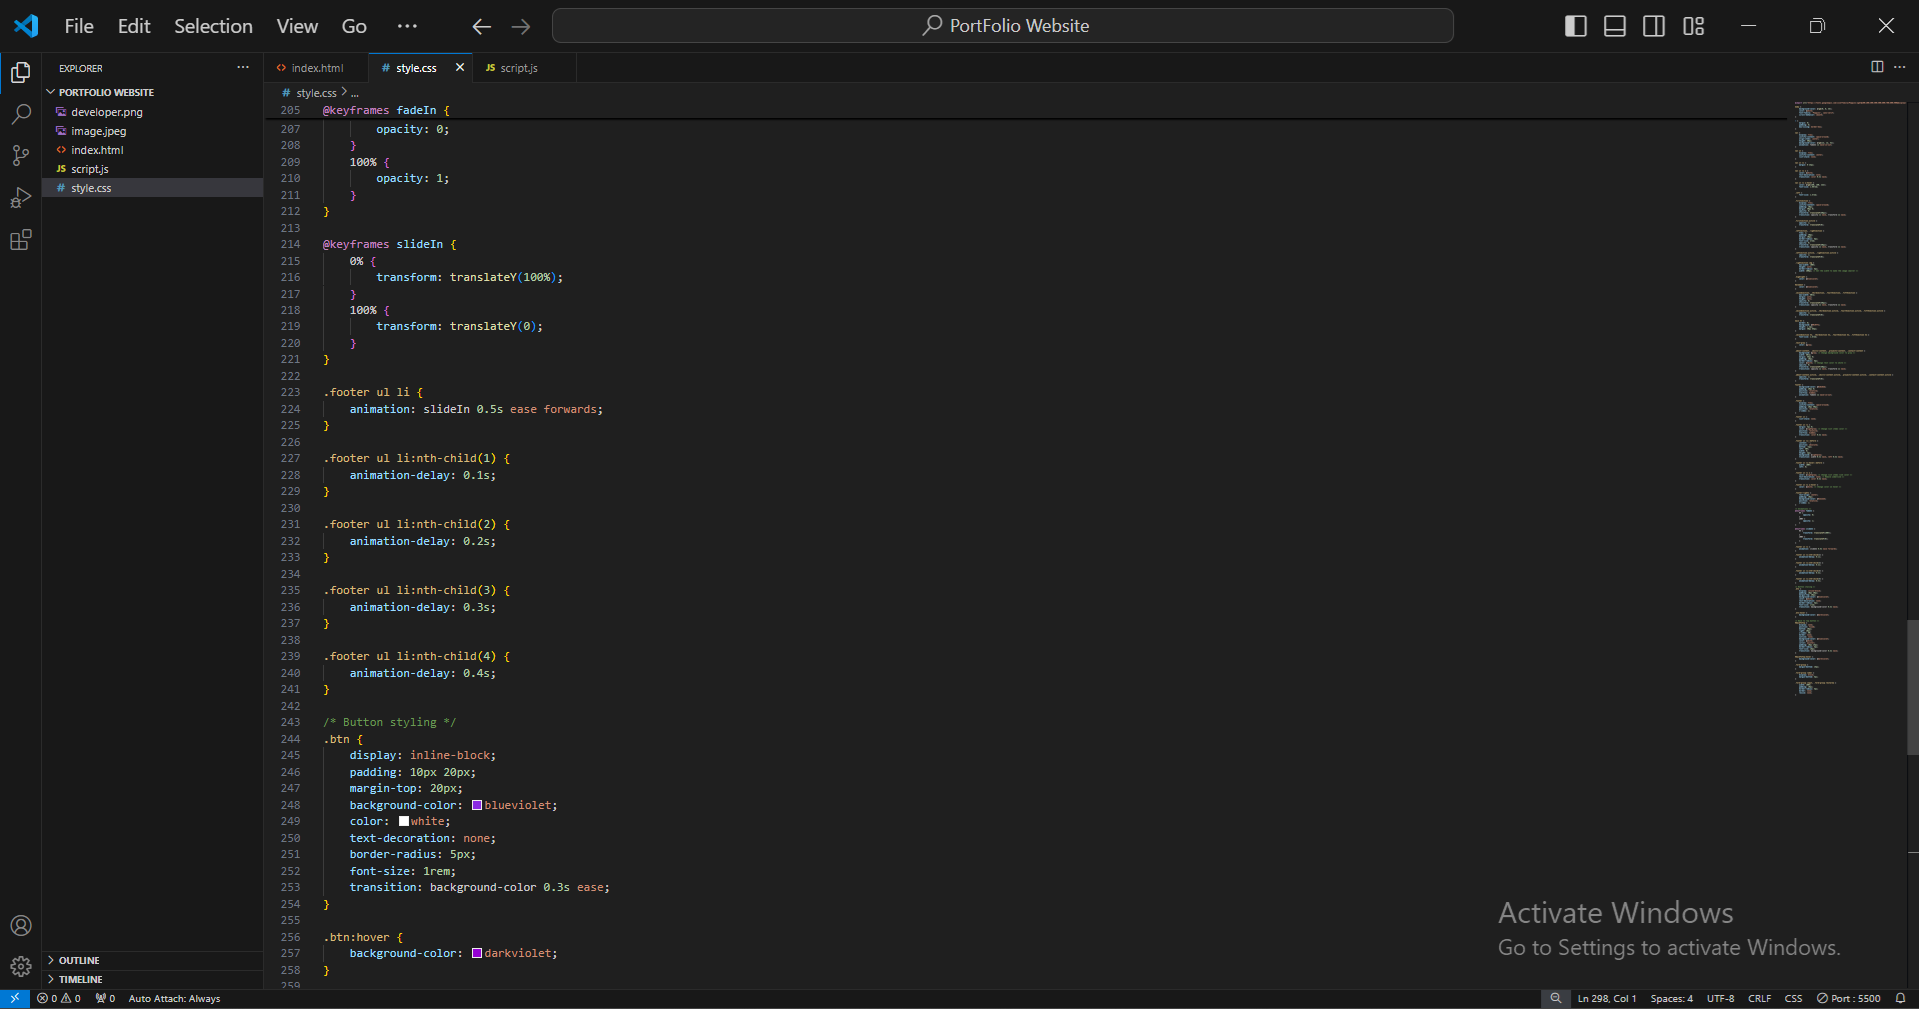 File Edit Selection View Go ··· PortFolio Website
EXPLORER ···
PORTFOLIO WEBSITE
developer.png
image.jpeg
<> index.html
JS script.js
# style.css
<> index.html
# style.css
JS script.js
# style.css > ...
205 @keyframes fadeIn {
207 opacity: 0;
208 }
209 100% {
210 opacity: 1;
211 }
212 }
213
214 @keyframes slideIn {
215 0% {
216 transform: translateY(100%);
217 }
218 100% {
219 transform: translateY(0);
220 }
221 }
222
223 .footer ul li {
224 animation: slideIn 0.5s ease forwards;
225 }
226
227 .footer ul li:nth-child(1) {
228 animation-delay: 0.1s;
229 }
230
231 .footer ul li:nth-child(2) {
232 animation-delay: 0.2s;
233 }
234
235 .footer ul li:nth-child(3) {
236 animation-delay: 0.3s;
237 }
238
239 .footer ul li:nth-child(4) {
240 animation-delay: 0.4s;
241 }
242
243 /* Button styling */
244 .btn {
245 display: inline-block;
246 padding: 10px 20px;
247 margin-top: 20px;
248 background-color: blueviolet;
249 color: white;
250 text-decoration: none;
251 border-radius: 5px;
252 font-size: 1rem;
253 transition: background-color 0.3s ease;
254 }
255
256 .btn:hover {
257 background-color: darkviolet;
258 }
259
Activate Windows
Go to Settings to activate Windows.
OUTLINE
TIMELINE
0 0 0 Auto Attach: Always Ln 298, Col 1 Spaces: 4 UTF-8 CRLF CSS Port : 5500